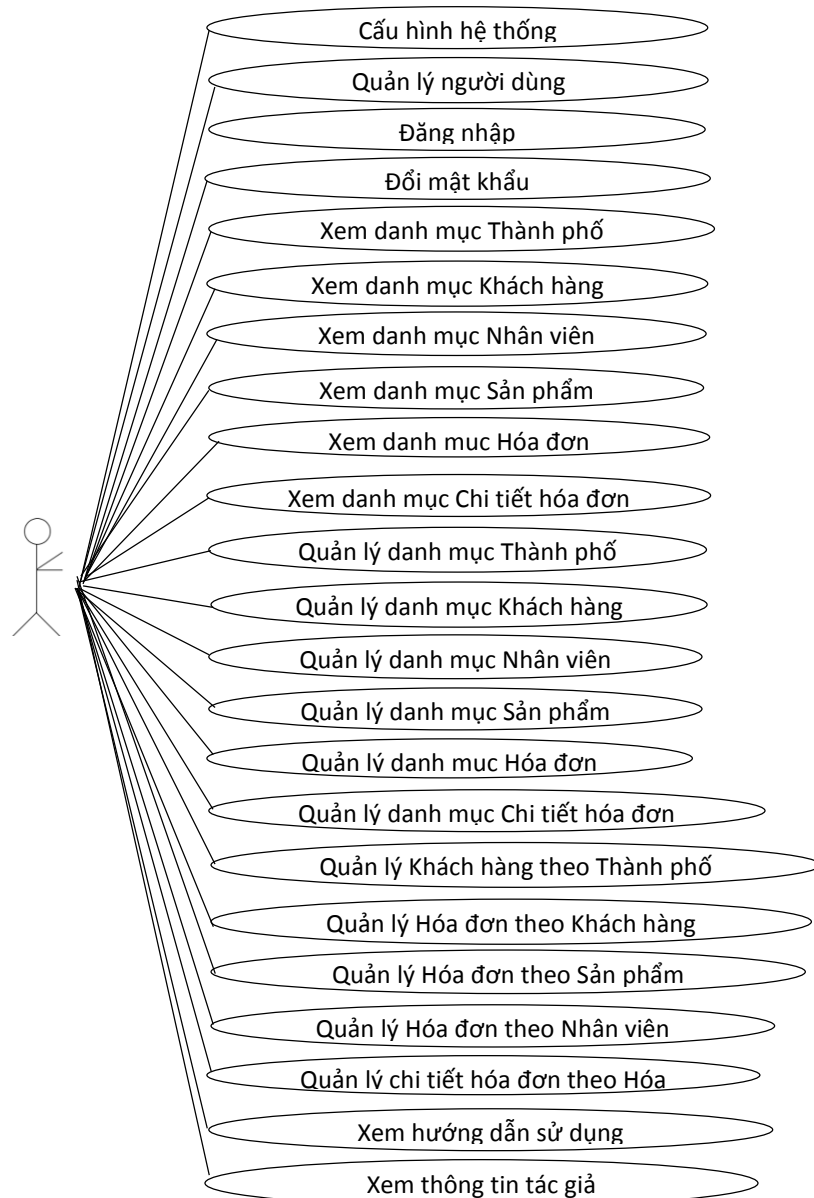 Cấu hình hệ thống
Quản lý người dùng
Đăng nhập
Đổi mật khẩu
Xem danh mục Thành phố
Xem danh mục Khách hàng
Xem danh mục Nhân viên
Xem danh mục Sản phẩm
Xem danh muc Hóa đơn
Xem danh mục Chi tiết hóa đơn
Quản lý danh mục Thành phố
Quản lý danh mục Khách hàng
Quản lý danh mục Nhân viên
Quản lý danh mục Sản phẩm
Quản lý danh muc Hóa đơn
Quản lý danh mục Chi tiết hóa đơn
Quản lý Khách hàng theo Thành phố
Quản lý Hóa đơn theo Khách hàng
Quản lý Hóa đơn theo Sản phẩm
Quản lý Hóa đơn theo Nhân viên
Quản lý chi tiết hóa đơn theo Hóa
Xem hướng dẫn sử dụng
Xem thông tin tác giả